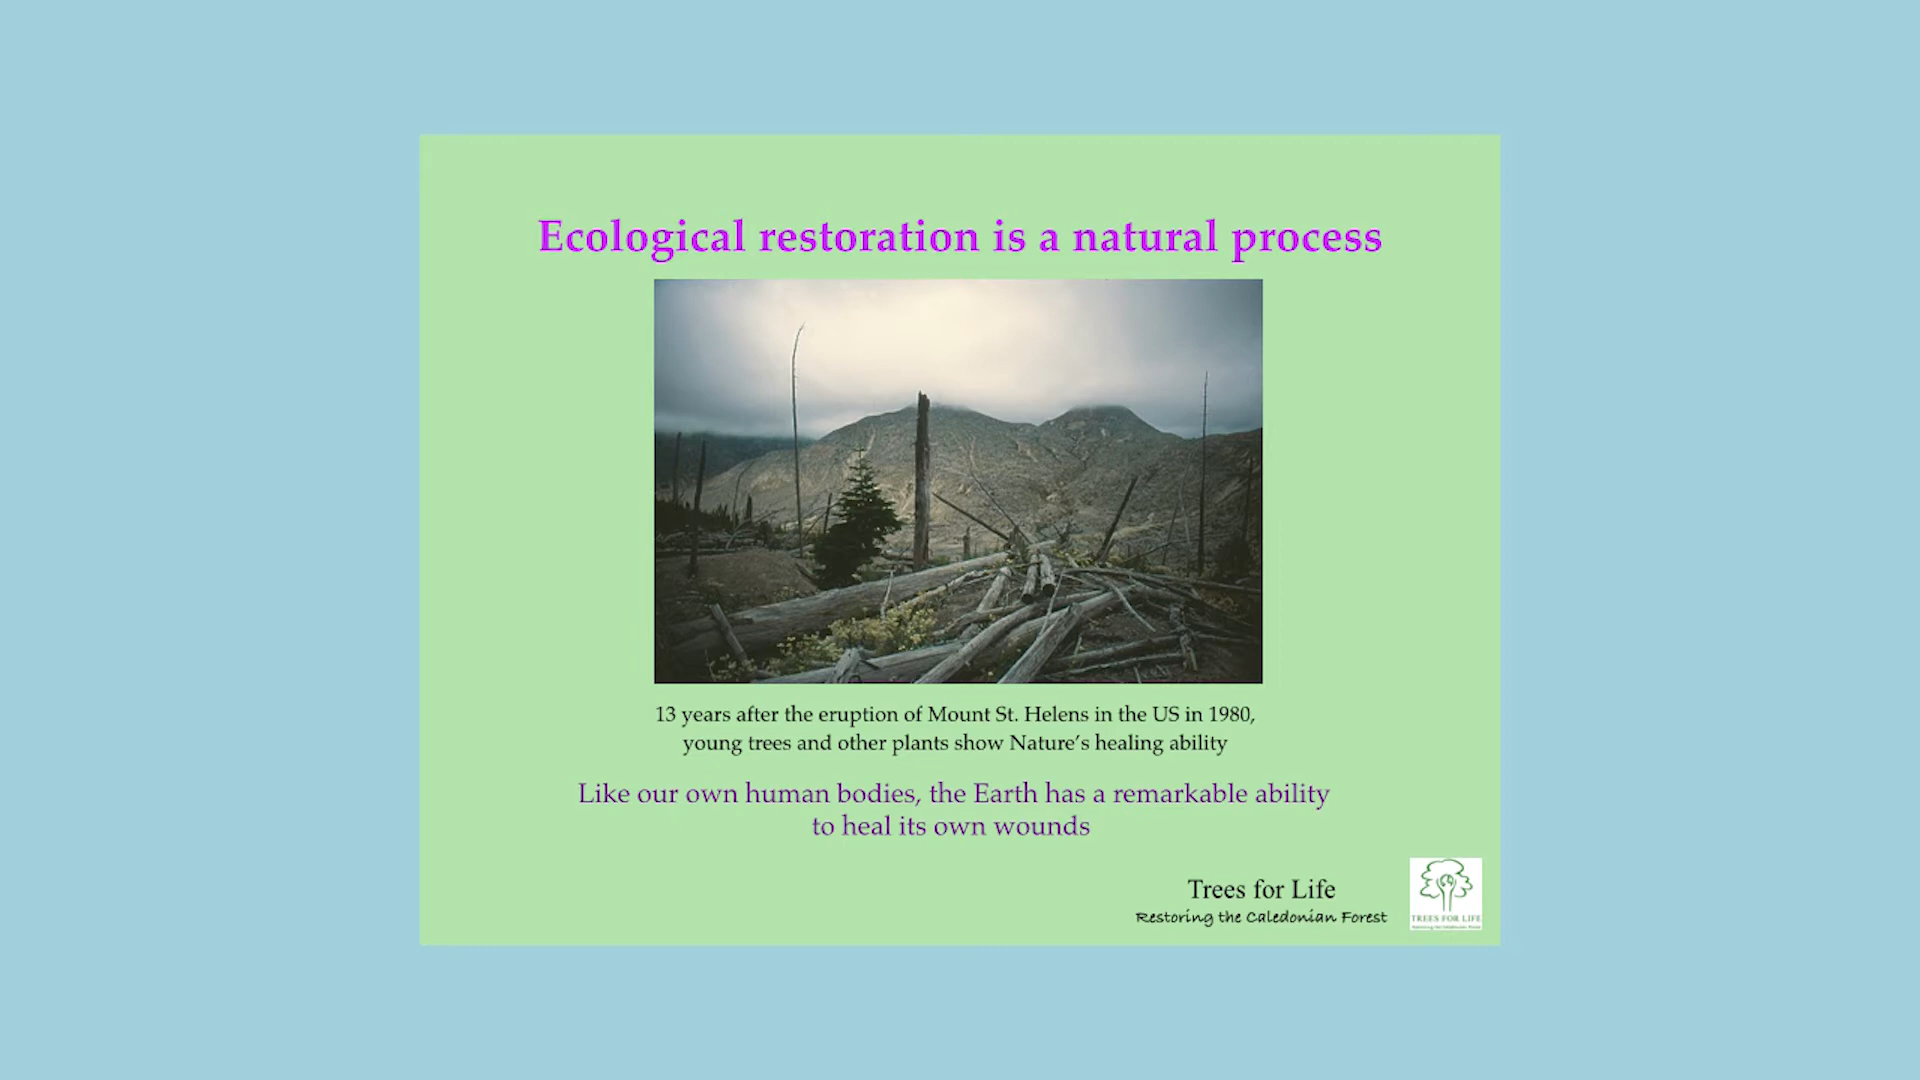 Ecological restoration is a natural process
13 years after the eruption of Mount St. Helens in the US in 1980,
young trees and other plants show Nature's healing ability
Like our own human bodies, the Earth has a remarkable ability
to heal its own wounds
Trees for Life
Restoring the Caledonian Forest
TREES FOR LIFE